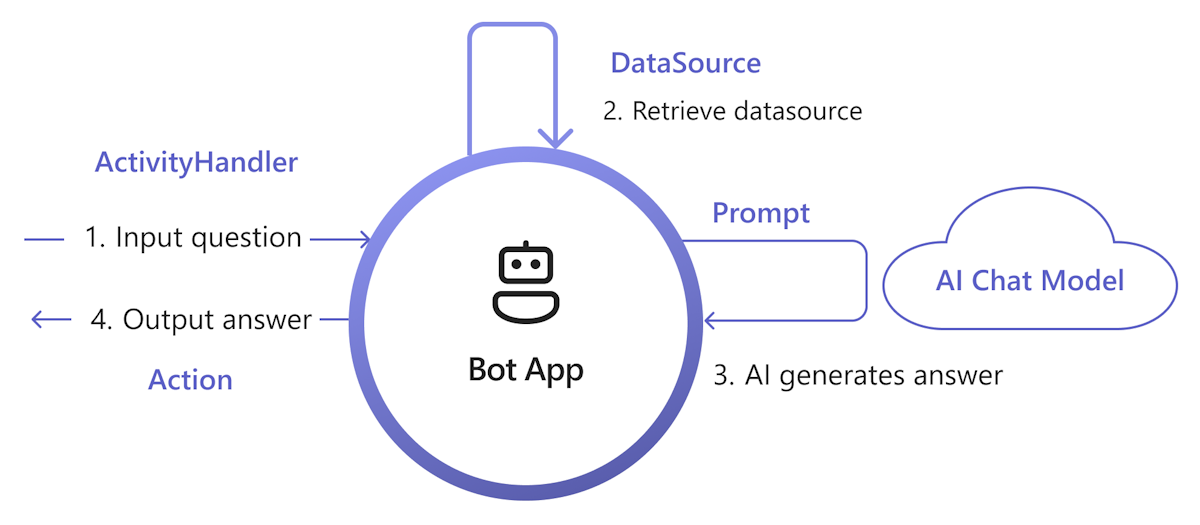 DataSource
2. Retrieve datasource
ActivityHandler
1. Input question
4. Output answer
Action
Bot App
Prompt
AI Chat Model
3. AI generates answer